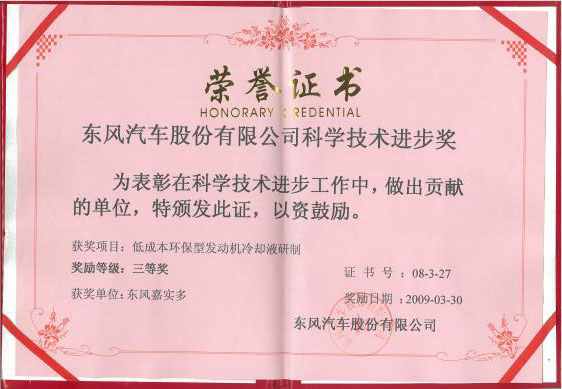 荣誉证书
HONORARY CREDENTIAL
东风汽车股份有限公司科学技术进步奖
为表彰在科学技术进步工作中，做出贡献
的单位，特颁发此证，以资鼓励。
获奖项目：低成本环保型发动机冷却液研制
奖励等级：三等奖
证书号：08-3-27
获奖单位：东风嘉实多
奖励日期：2009-03-30
东风汽车股份有限公司